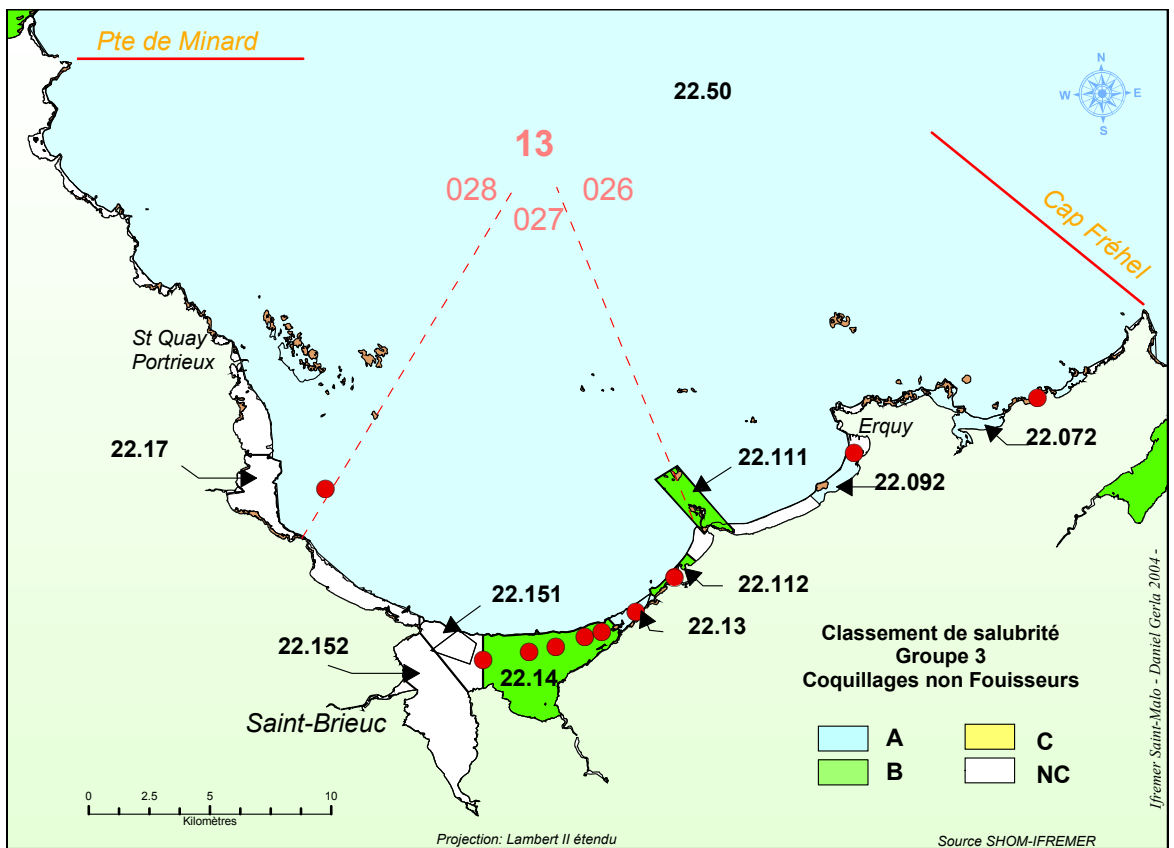 Pte de Minard
22.50
N
W
E
S
13
028
026
027
Cap Fréhel
St Quay
Portrieux
Erquy
22.17
22.111
22.072
22.092
22.151
22.112
22.13
22.152
22.14
Saint-Brieuc
Classement de salubrité
Groupe 3
Coquillages non Fouisseurs
A
C
B
NC
0 2.5 5 10
Kilomètres
Projection: Lambert II étendu
Source SHOM-IFREMER
Ifremer Saint-Malo - Daniel Gerla 2004 -